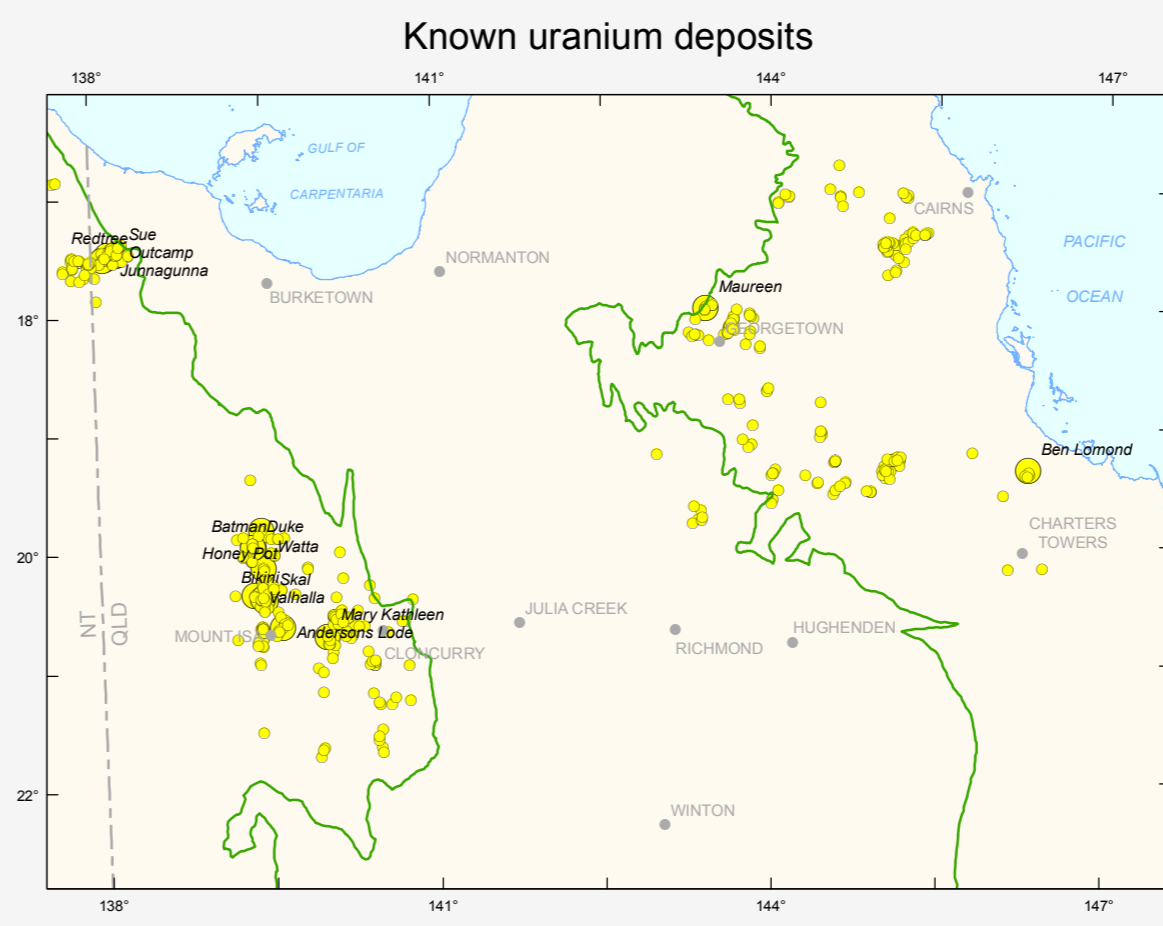 Known uranium deposits
138°
141°
144°
147°
GULF OF
CARPENTARIA
CAIRNS
Redtree
Sue
Outcamp
Junnagunna
NORMANTON
BURKETOWN
PACIFIC
OCEAN
Maureen
18°
GEORGETOWN
Ben Lomond
Batman
Duke
Honey Pot
Watta
CHARTERS
TOWERS
20°
Bikini
Skal
Valhalla
NT
QLD
Mary Kathleen
MOUNT ISA
Andersons Lode
CLONCURRY
JULIA CREEK
RICHMOND
HUGHENDEN
22°
WINTON
138°
141°
144°
147°